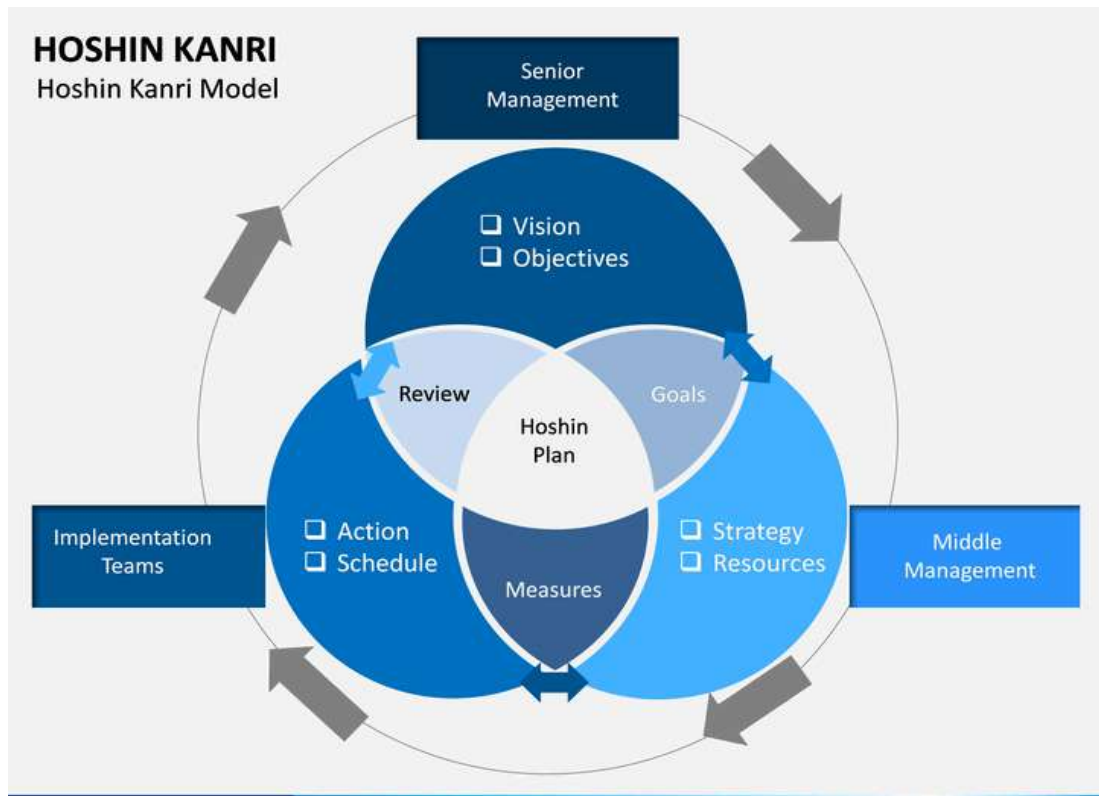 HOSHIN KANRI
Hoshin Kanri Model
Senior
Management
Vision
Objectives
Review
Goals
Hoshin
Plan
Implementation
Teams
Action
Schedule
Strategy
Resources
Middle
Management
Measures